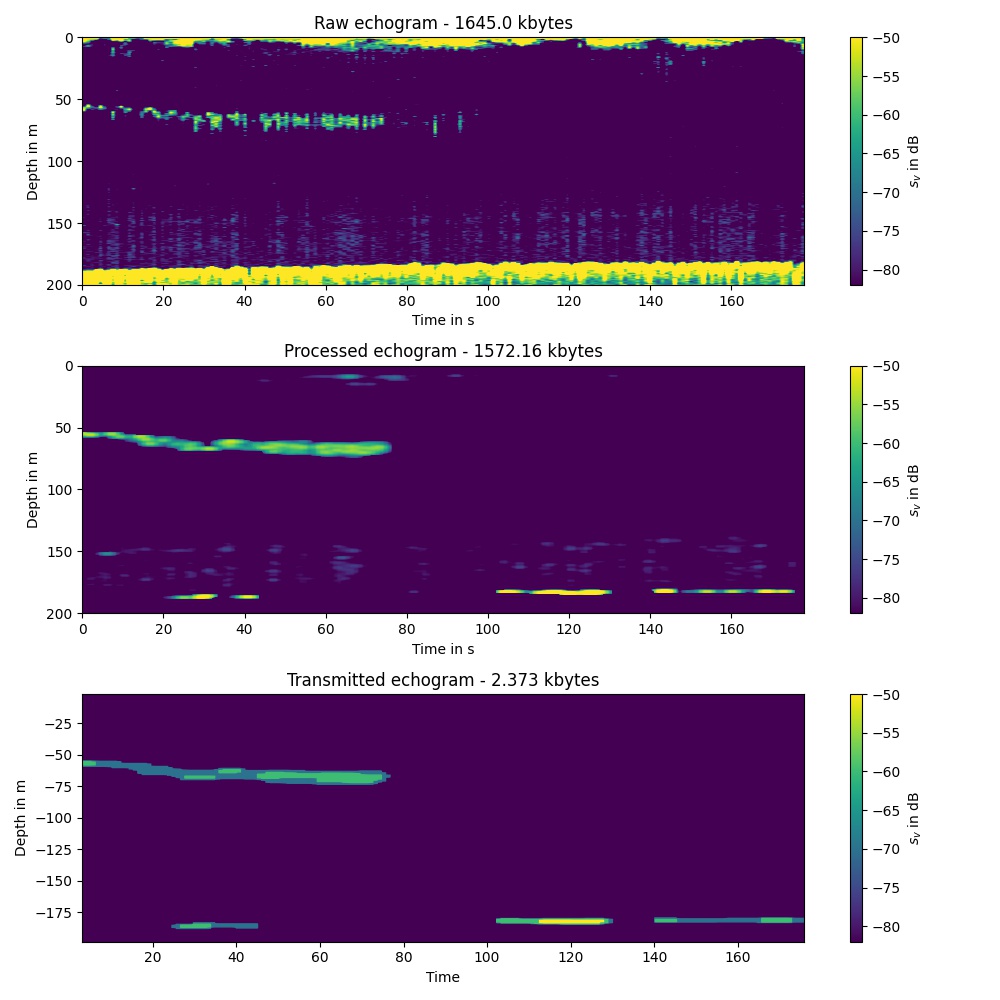 Raw echogram - 1645.0 kbytes
0
50
100
150
200
Depth in m
0 20 40 60 80 100 120 140 160
Time in s
−50
−55
−60
−65
−70
−75
−80
sv in dB
Processed echogram - 1572.16 kbytes
0
50
100
150
200
Depth in m
0 20 40 60 80 100 120 140 160
Time in s
−50
−55
−60
−65
−70
−75
−80
sv in dB
Transmitted echogram - 2.373 kbytes
−25
−50
−75
−100
−125
−150
−175
Depth in m
20 40 60 80 100 120 140 160
Time
−50
−55
−60
−65
−70
−75
−80
sv in dB